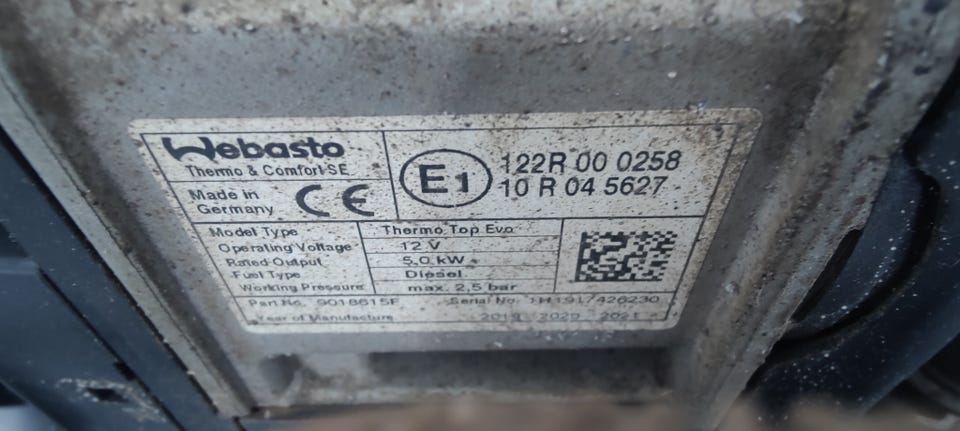 Webasto
Thermo & Comfort SE
Made in
Germany
CE
E1
122R 00 0258
10 R 04 5627
Model Type Thermo Top Evo
Operating Voltage 12 V
Rated Output 5,0 kW
Fuel Type Diesel
Working Pressure max. 2,5 bar
Part No. 9018615F Serial No.
Year of Manufacture 2019 2020 2021